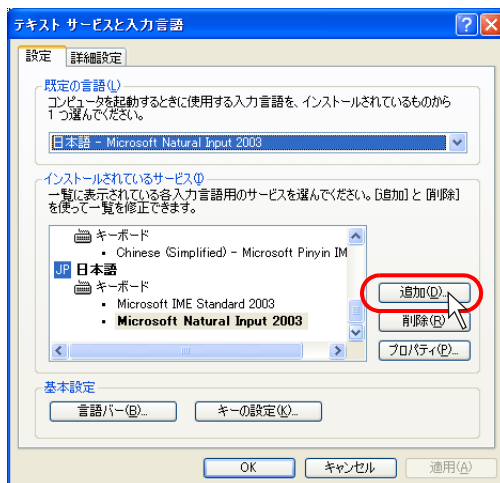 テキスト サービスと入力言語
設定 詳細設定
既定の言語(L)
コンピュータを起動するときに使用する入力言語を、インストールされているものから
1 つ選んでください。
日本語 - Microsoft Natural Input 2003
インストールされているサービス(I)
一覧に表示されている各入力言語用のサービスを選んでください。[追加] と [削除]
を使って一覧を修正できます。
キーボード
• Chinese (Simplified) - Microsoft Pinyin IM
JP 日本語
キーボード
• Microsoft IME Standard 2003
• Microsoft Natural Input 2003
追加(D)...
削除(R)
プロパティ(P)...
基本設定
言語バー(B)...
キーの設定(K)...
OK
キャンセル
適用(A)